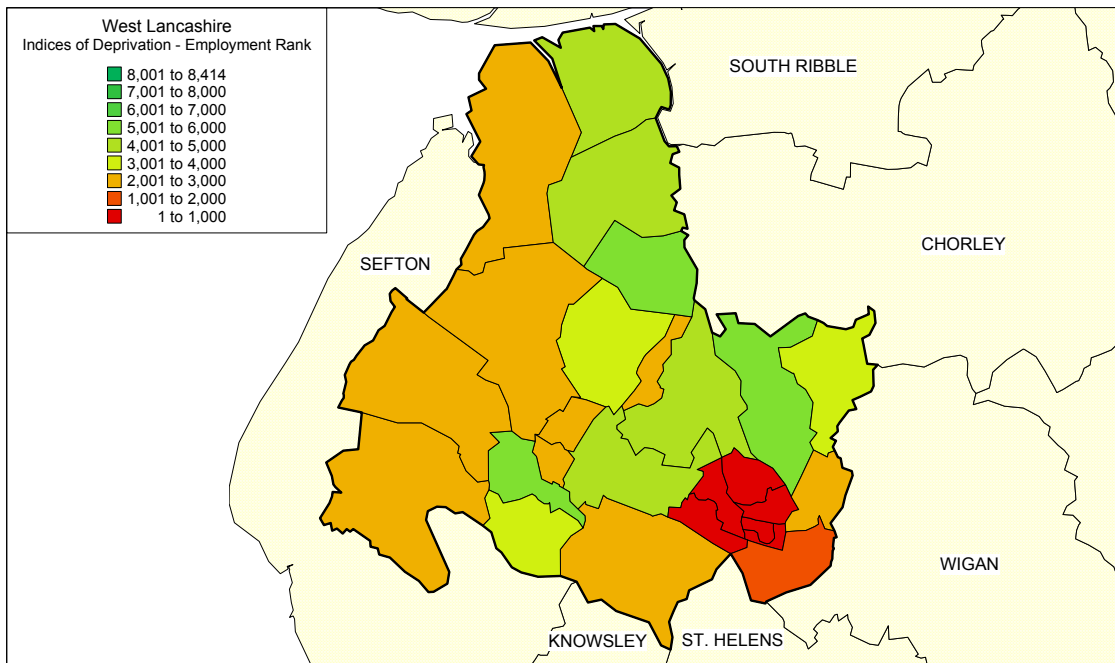 West Lancashire
Indices of Deprivation - Employment Rank
8,001 to 8,414
7,001 to 8,000
6,001 to 7,000
5,001 to 6,000
4,001 to 5,000
3,001 to 4,000
2,001 to 3,000
1,001 to 2,000
1 to 1,000
SOUTH RIBBLE
CHORLEY
SEFTON
WIGAN
KNOWSLEY
ST. HELENS